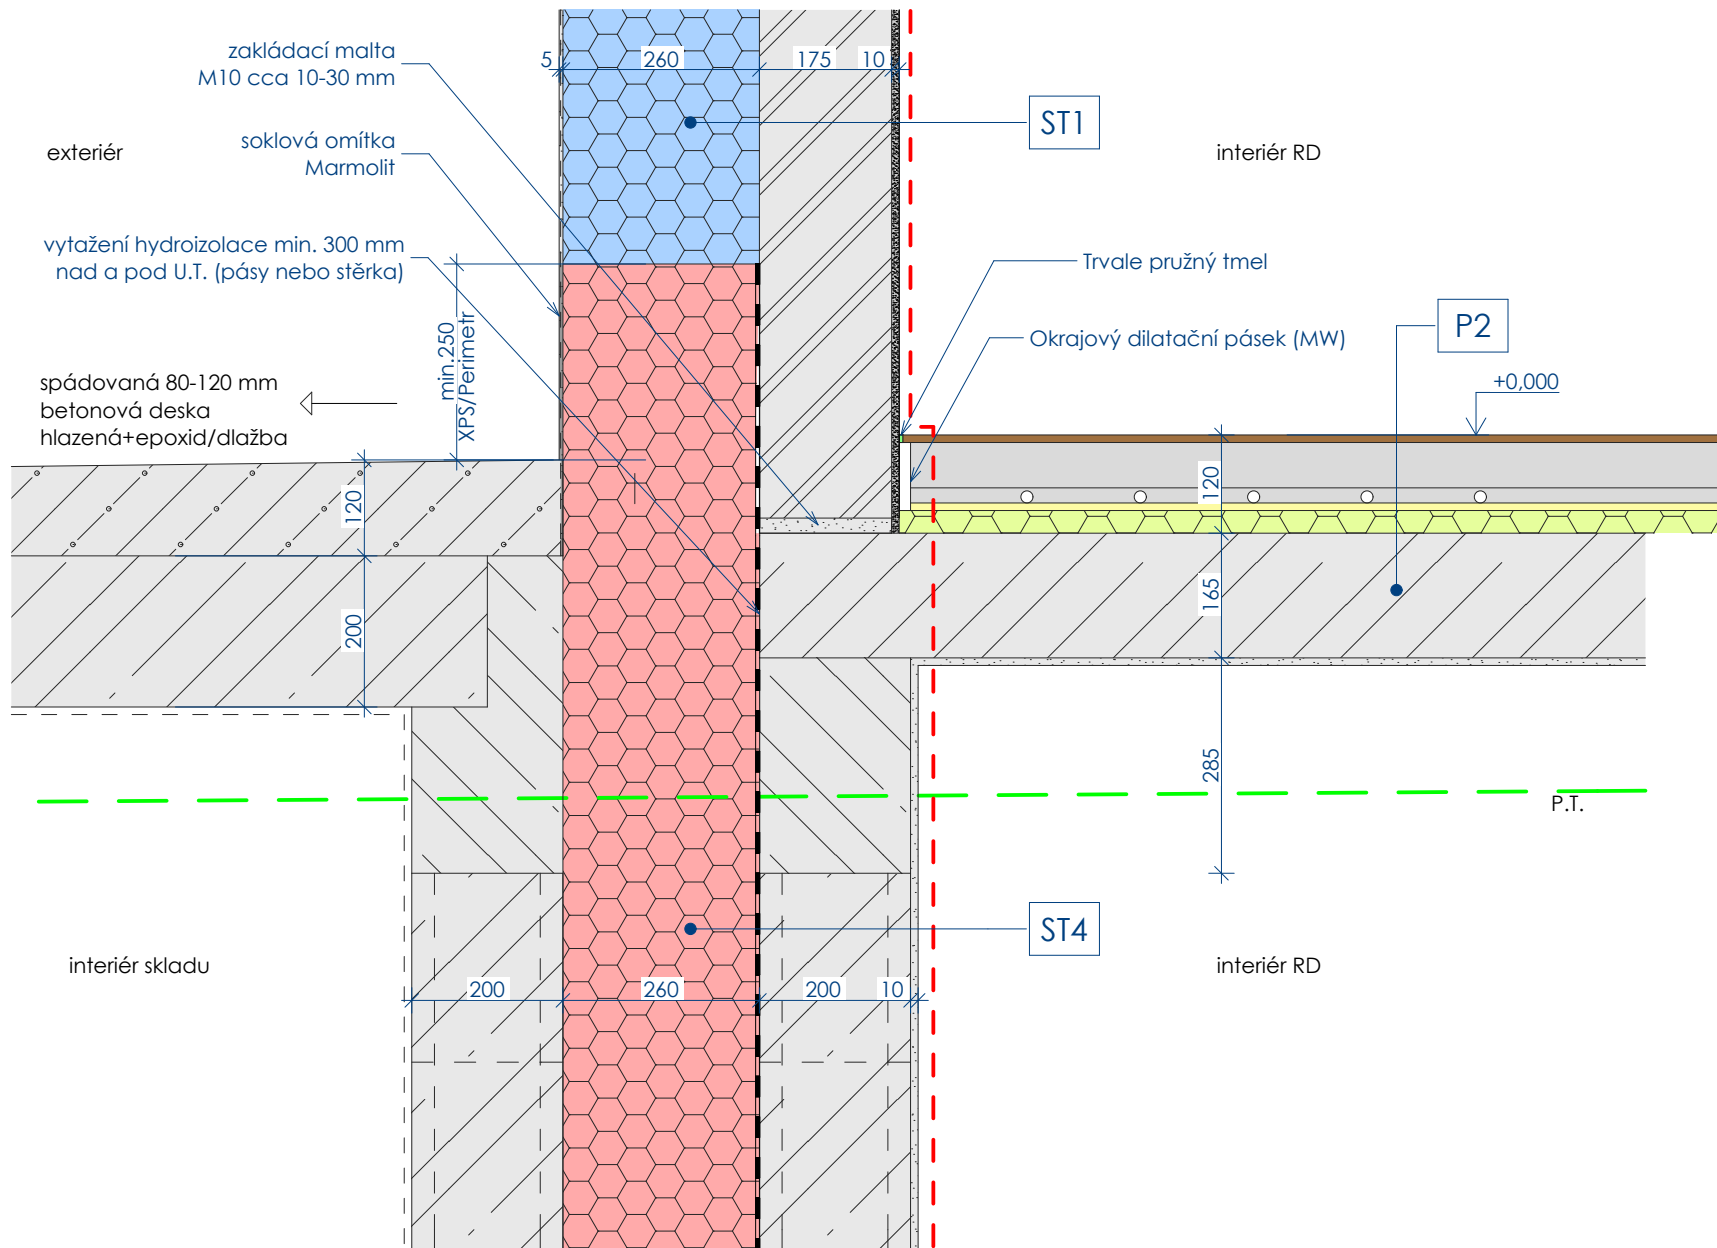 zakládací malta
M10 cca 10-30 mm
5
260
175
10
ST1
exteriér
soklová omítka
Marmolit
interiér RD
vytažení hydroizolace min. 300 mm
nad a pod U.T. (pásy nebo stěrka)
Trvale pružný tmel
P2
Okrajový dilatační pásek (MW)
min.250
XPS/Perimetr
spádovaná 80-120 mm
betonová deska
hlazená+epoxid/dlažba
+0,000
120
120
165
200
285
P.T.
ST4
interiér skladu
interiér RD
200
260
200
10